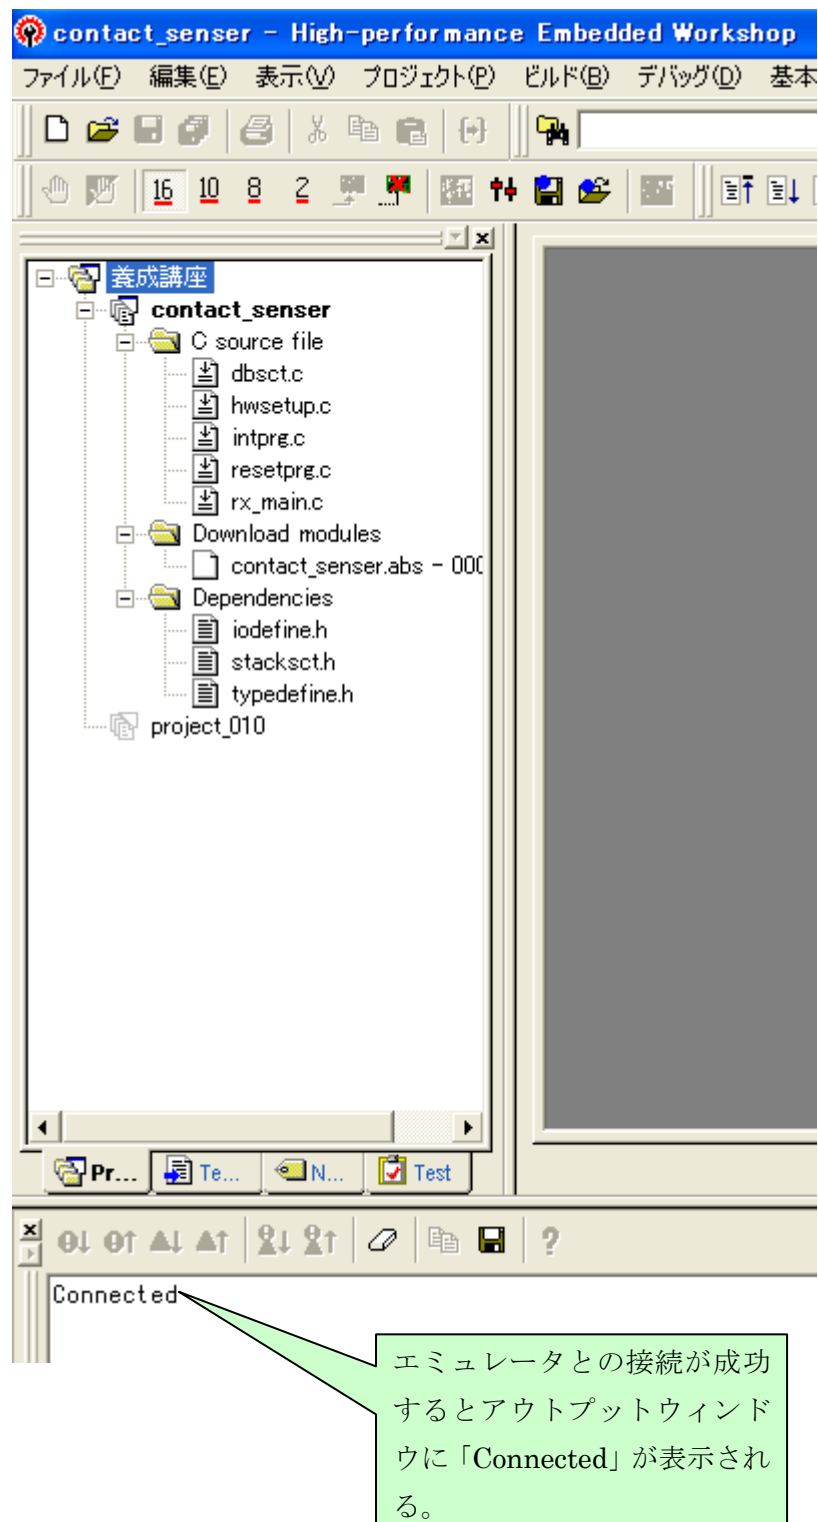 contact_senser - High-performance Embedded Workshop
ファイル(F) 編集(E) 表示(V) プロジェクト(P) ビルド(B) デバッグ(D) 基本
16 10 8 2
養成講座
contact_senser
C source file
dbsct.c
hwsetup.c
intprg.c
resetprg.c
rx_main.c
Download modules
contact_senser.abs - 000
Dependencies
iodefine.h
stacksct.h
typedefine.h
project_010
Pr... Te... N... Test
Connected
エミュレータとの接続が成功
するとアウトプットウィンド
ウに「Connected」が表示され
る。